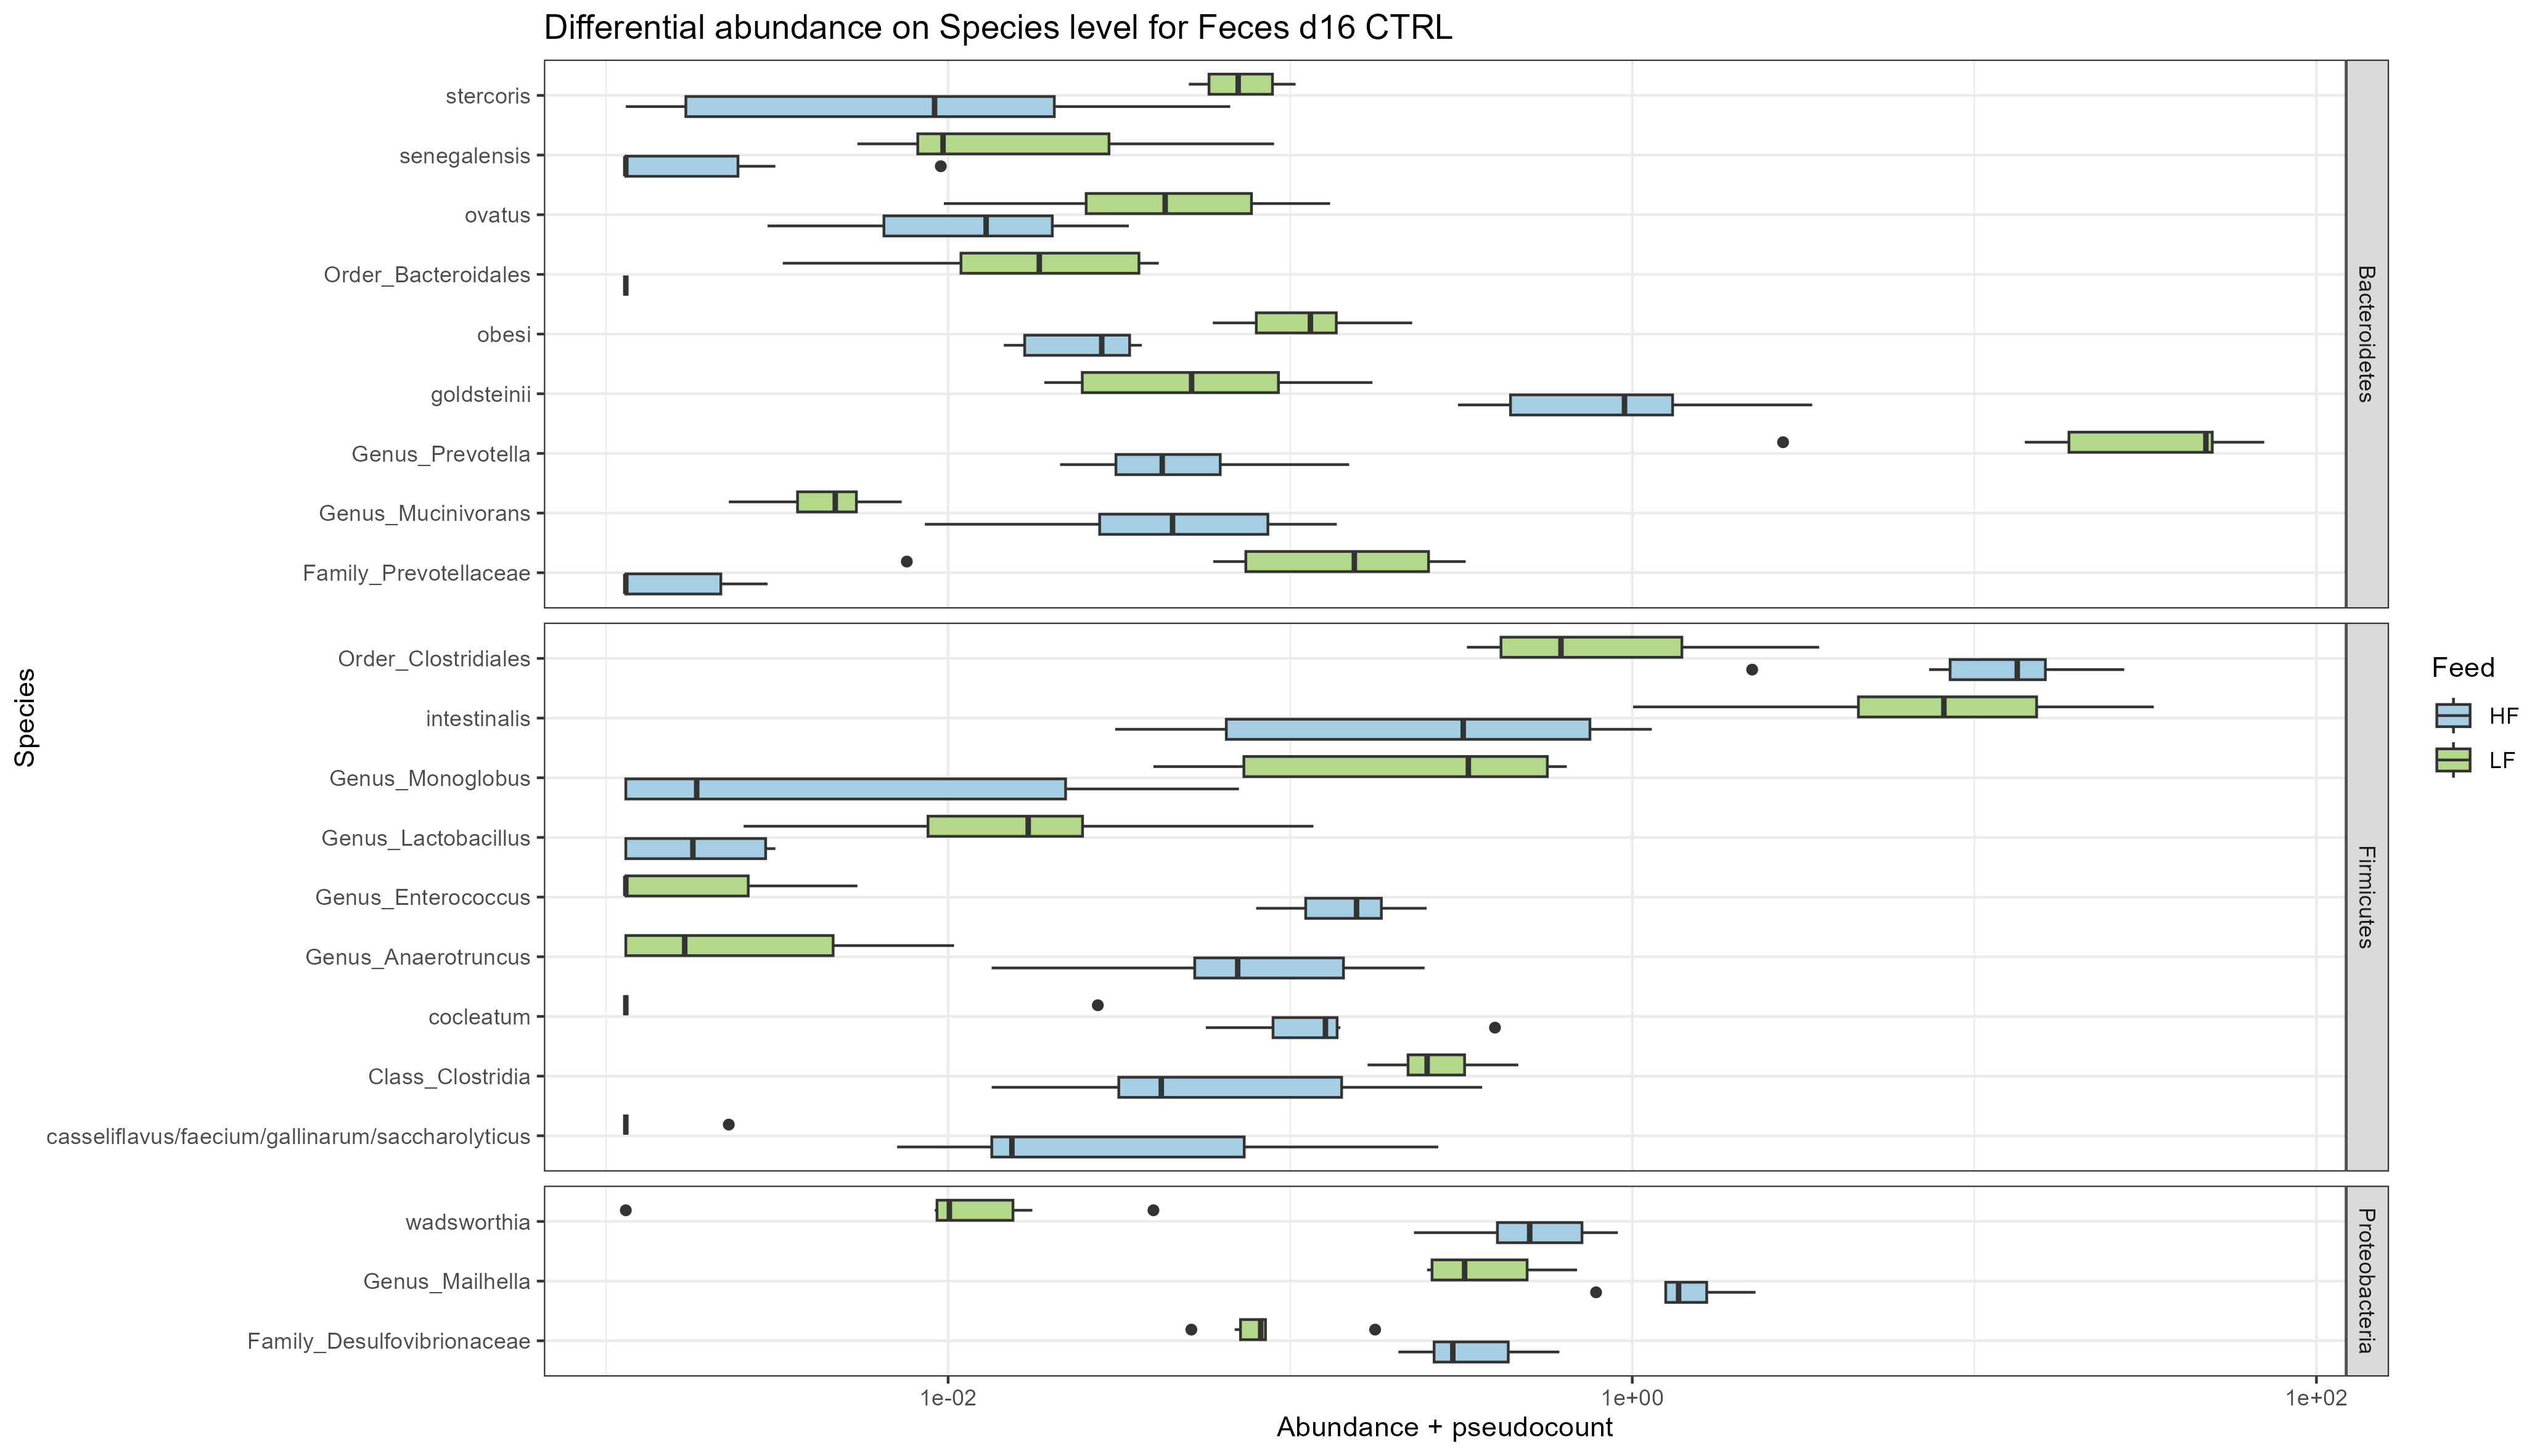 Differential abundance on Species level for Feces d16 CTRL
Species
stercoris
senegalensis
ovatus
Order_Bacteroidales
obesi
goldsteinii
Genus_Prevotella
Genus_Mucinivorans
Family_Prevotellaceae
Bacteroidetes
Order_Clostridiales
intestinalis
Genus_Monoglobus
Genus_Lactobacillus
Genus_Enterococcus
Genus_Anaerotruncus
cocleatum
Class_Clostridia
casseliflavus/faecium/gallinarum/saccharolyticus
Firmicutes
wadsworthia
Genus_Mailhella
Family_Desulfovibrionaceae
Proteobacteria
1e-02
1e+00
1e+02
Abundance + pseudocount
Feed
HF
LF